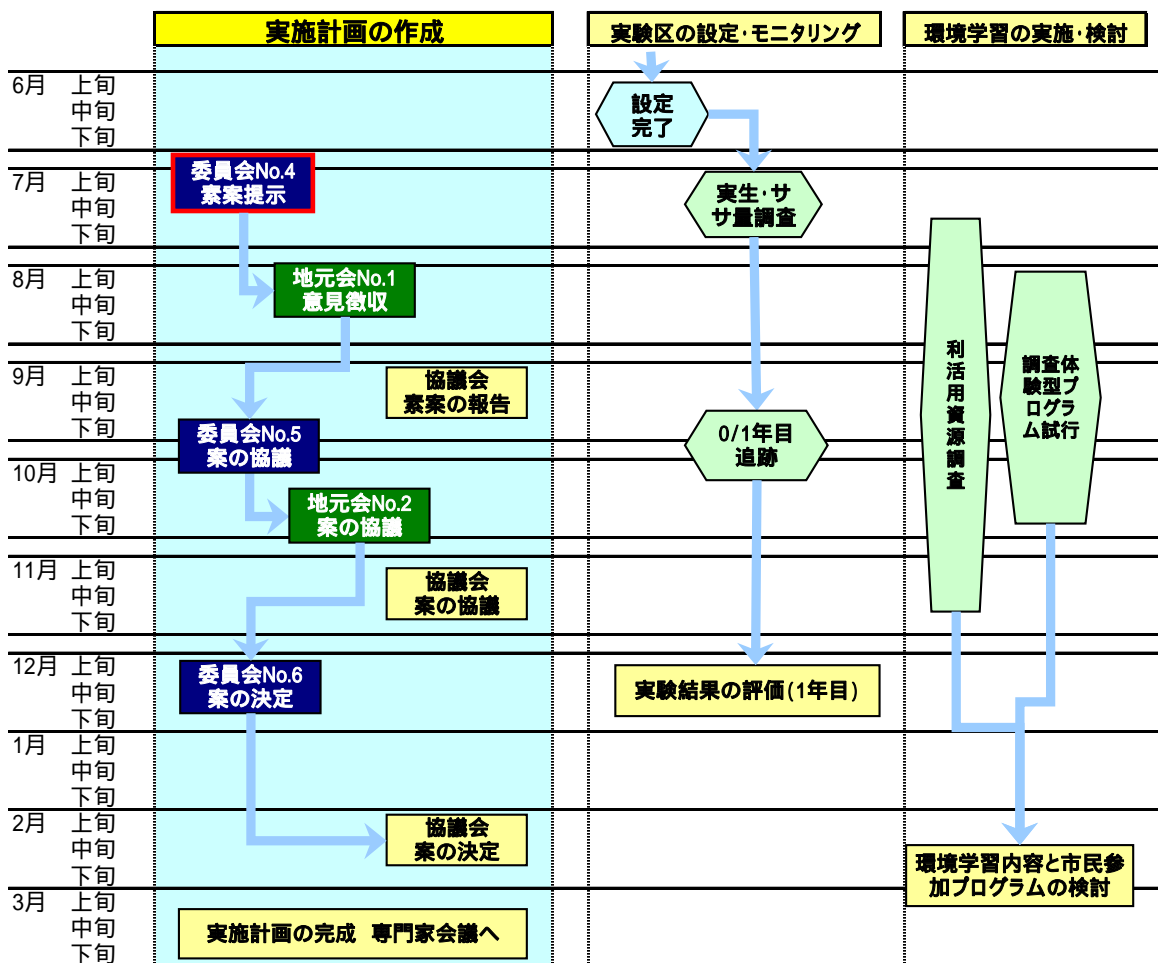 実施計画の作成
実験区の設定･モニタリング
環境学習の実施･検討
6月 上旬
中旬
下旬
設定
完了
7月 上旬
中旬
下旬
委員会No.4
素案提示
実生･サ
サ量調査
8月 上旬
中旬
下旬
地元会No.1
意見徴収
利活用資源調査
調査体
験型プ
ログラ
ム試行
9月 上旬
中旬
下旬
協議会
素案の報告
委員会No.5
案の協議
0/1年目
追跡
10月 上旬
中旬
下旬
地元会No.2
案の協議
11月 上旬
中旬
下旬
協議会
案の協議
12月 上旬
中旬
下旬
委員会No.6
案の決定
実験結果の評価(1年目)
1月 上旬
中旬
下旬
2月 上旬
中旬
下旬
協議会
案の決定
環境学習内容と市民参
加プログラムの検討
3月 上旬
中旬
下旬
実施計画の完成 専門家会議へ